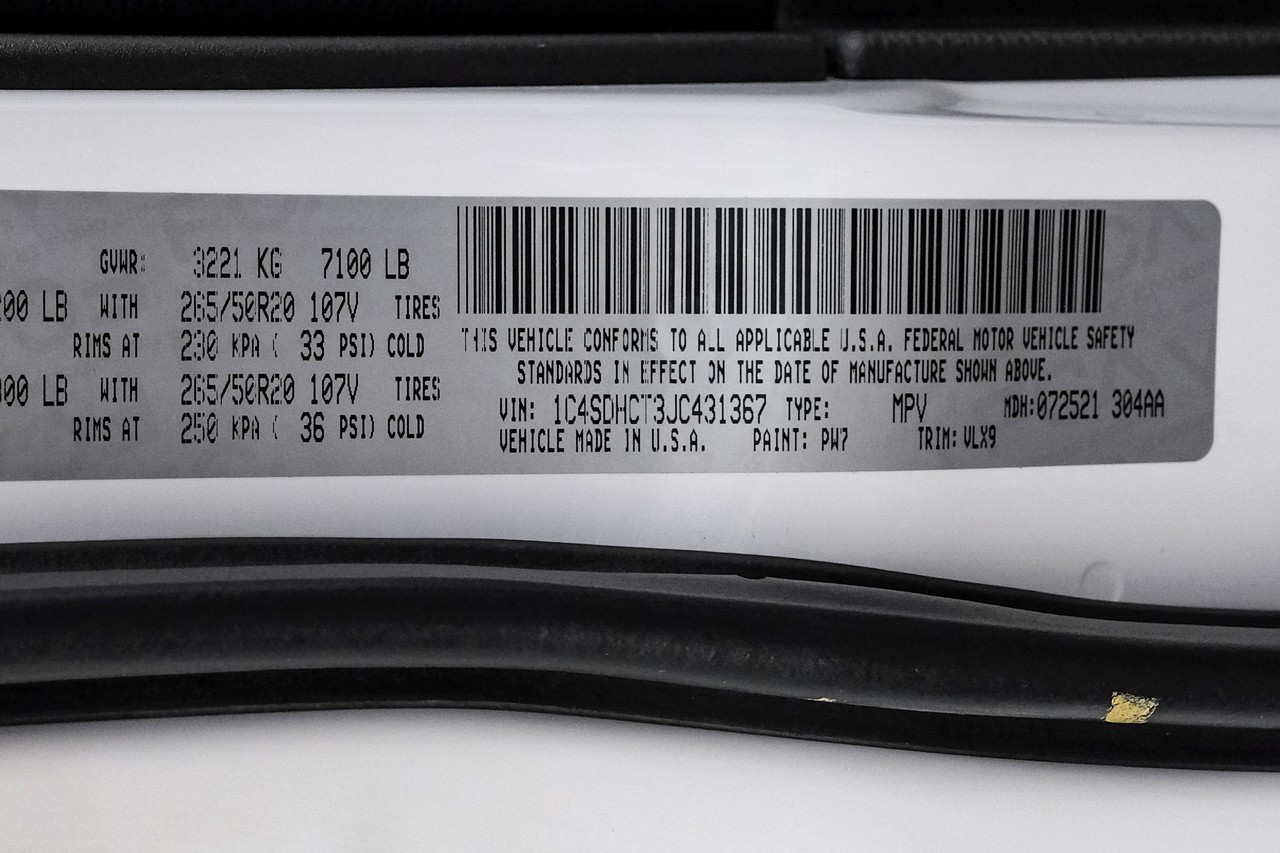 GVWR: 3221 KG 7100 LB
00 LB WITH 265/50R20 107V TIRES
RIMS AT 230 KPA ( 33 PSI) COLD
00 LB WITH 265/50R20 107V TIRES
RIMS AT 250 KPA ( 36 PSI) COLD
THIS VEHICLE CONFORMS TO ALL APPLICABLE U.S.A. FEDERAL MOTOR VEHICLE SAFETY
STANDARDS IN EFFECT ON THE DATE OF MANUFACTURE SHOWN ABOVE.
VIN: 1C4SDHCT3JC431367 TYPE: MPV MDH:072521 304AA
VEHICLE MADE IN U.S.A. PAINT: PW7 TRIM: VLX9